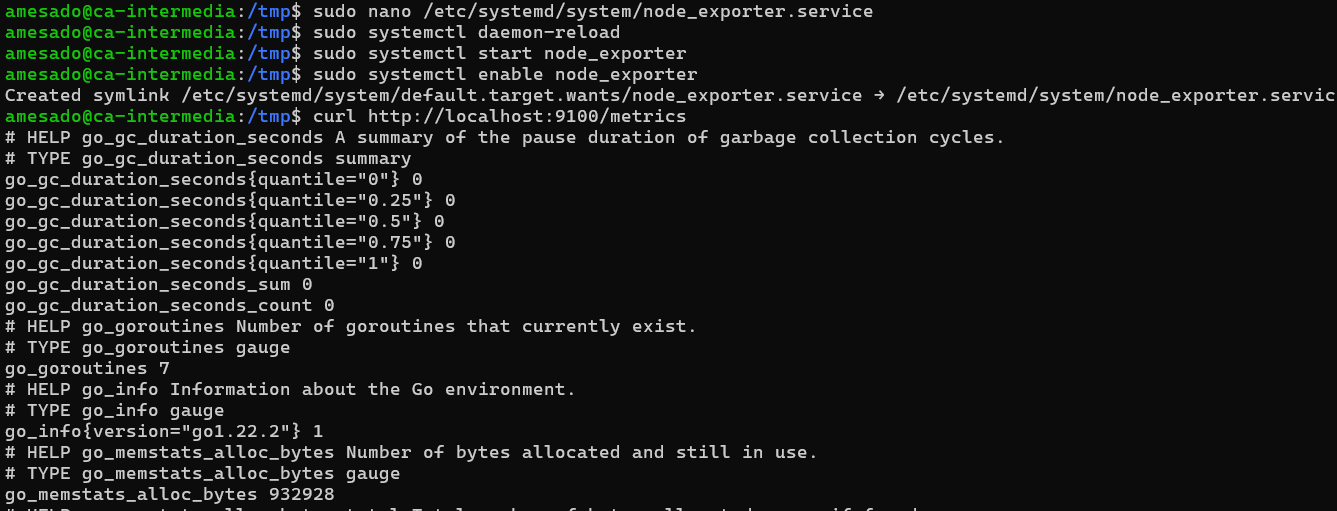 amesado@ca-intermedia:/tmp$ sudo nano /etc/systemd/system/node_exporter.service
amesado@ca-intermedia:/tmp$ sudo systemctl daemon-reload
amesado@ca-intermedia:/tmp$ sudo systemctl start node_exporter
amesado@ca-intermedia:/tmp$ sudo systemctl enable node_exporter
Created symlink /etc/systemd/system/default.target.wants/node_exporter.service → /etc/systemd/system/node_exporter.servic
amesado@ca-intermedia:/tmp$ curl http://localhost:9100/metrics
# HELP go_gc_duration_seconds A summary of the pause duration of garbage collection cycles.
# TYPE go_gc_duration_seconds summary
go_gc_duration_seconds{quantile="0"} 0
go_gc_duration_seconds{quantile="0.25"} 0
go_gc_duration_seconds{quantile="0.5"} 0
go_gc_duration_seconds{quantile="0.75"} 0
go_gc_duration_seconds{quantile="1"} 0
go_gc_duration_seconds_sum 0
go_gc_duration_seconds_count 0
# HELP go_goroutines Number of goroutines that currently exist.
# TYPE go_goroutines gauge
go_goroutines 7
# HELP go_info Information about the Go environment.
# TYPE go_info gauge
go_info{version="go1.22.2"} 1
# HELP go_memstats_alloc_bytes Number of bytes allocated and still in use.
# TYPE go_memstats_alloc_bytes gauge
go_memstats_alloc_bytes 932928